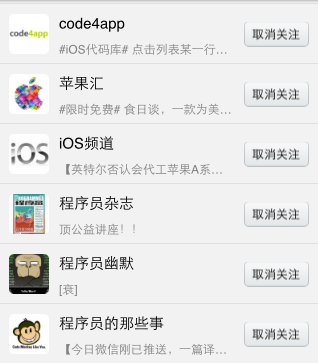 code4app
code4app
#iOS代码库# 点击列表某一行…
取消关注
苹果汇
#限时免费# 食日谈，一款为美…
取消关注
iOS
iOS频道
【英特尔否认会代工苹果A系…
取消关注
程序员杂志
顶公益讲座！！
取消关注
程序员幽默
[衰]
取消关注
Code Monkey Like You
程序员的那些事
【今日微信刚已推送，一篇译…
取消关注